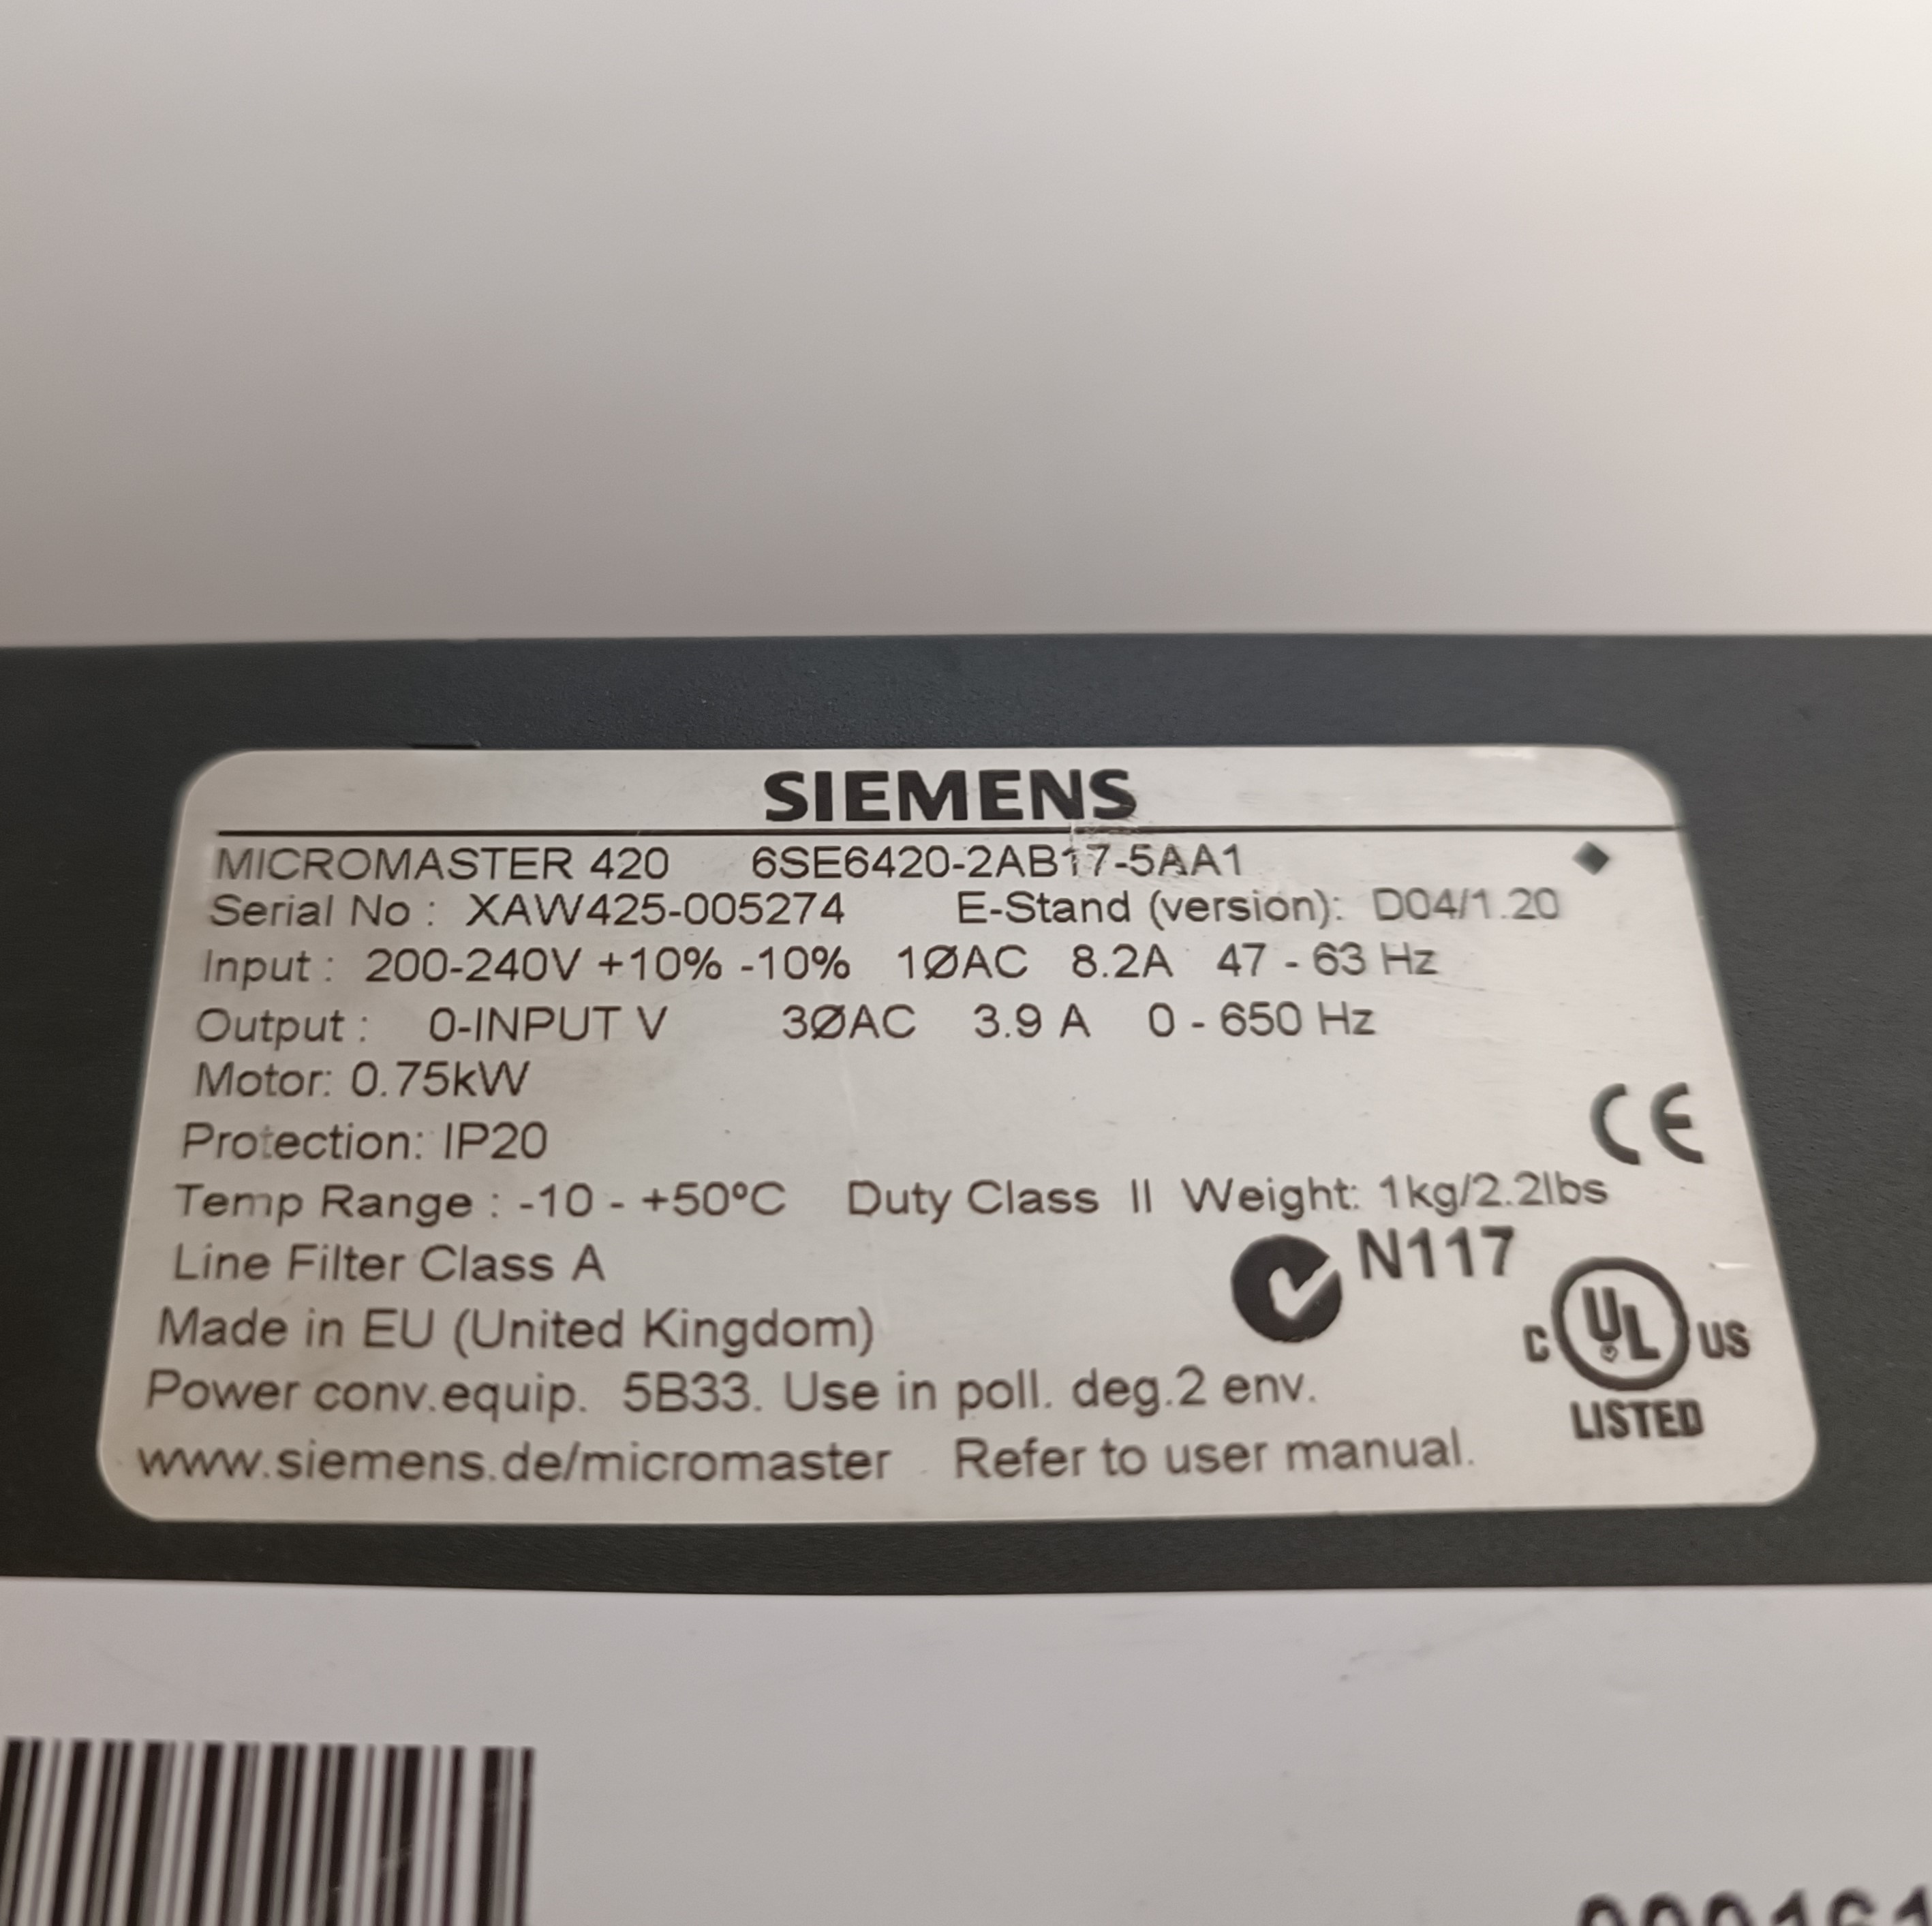 SIEMENS
MICROMASTER 420 6SE6420-2AB17-5AA1
Serial No : XAW425-005274 E-Stand (version): D04/1.20
Input : 200-240V +10% -10% 1ØAC 8.2A 47 - 63 Hz
Output : 0-INPUT V 3ØAC 3.9 A 0 - 650 Hz
Motor: 0.75kW
Protection: IP20
CE
Temp Range : -10 - +50ºC Duty Class II Weight: 1kg/2.2lbs
Line Filter Class A
N117
Made in EU (United Kingdom)
C UL US
LISTED
Power conv.equip. 5B33. Use in poll. deg.2 env.
www.siemens.de/micromaster Refer to user manual.